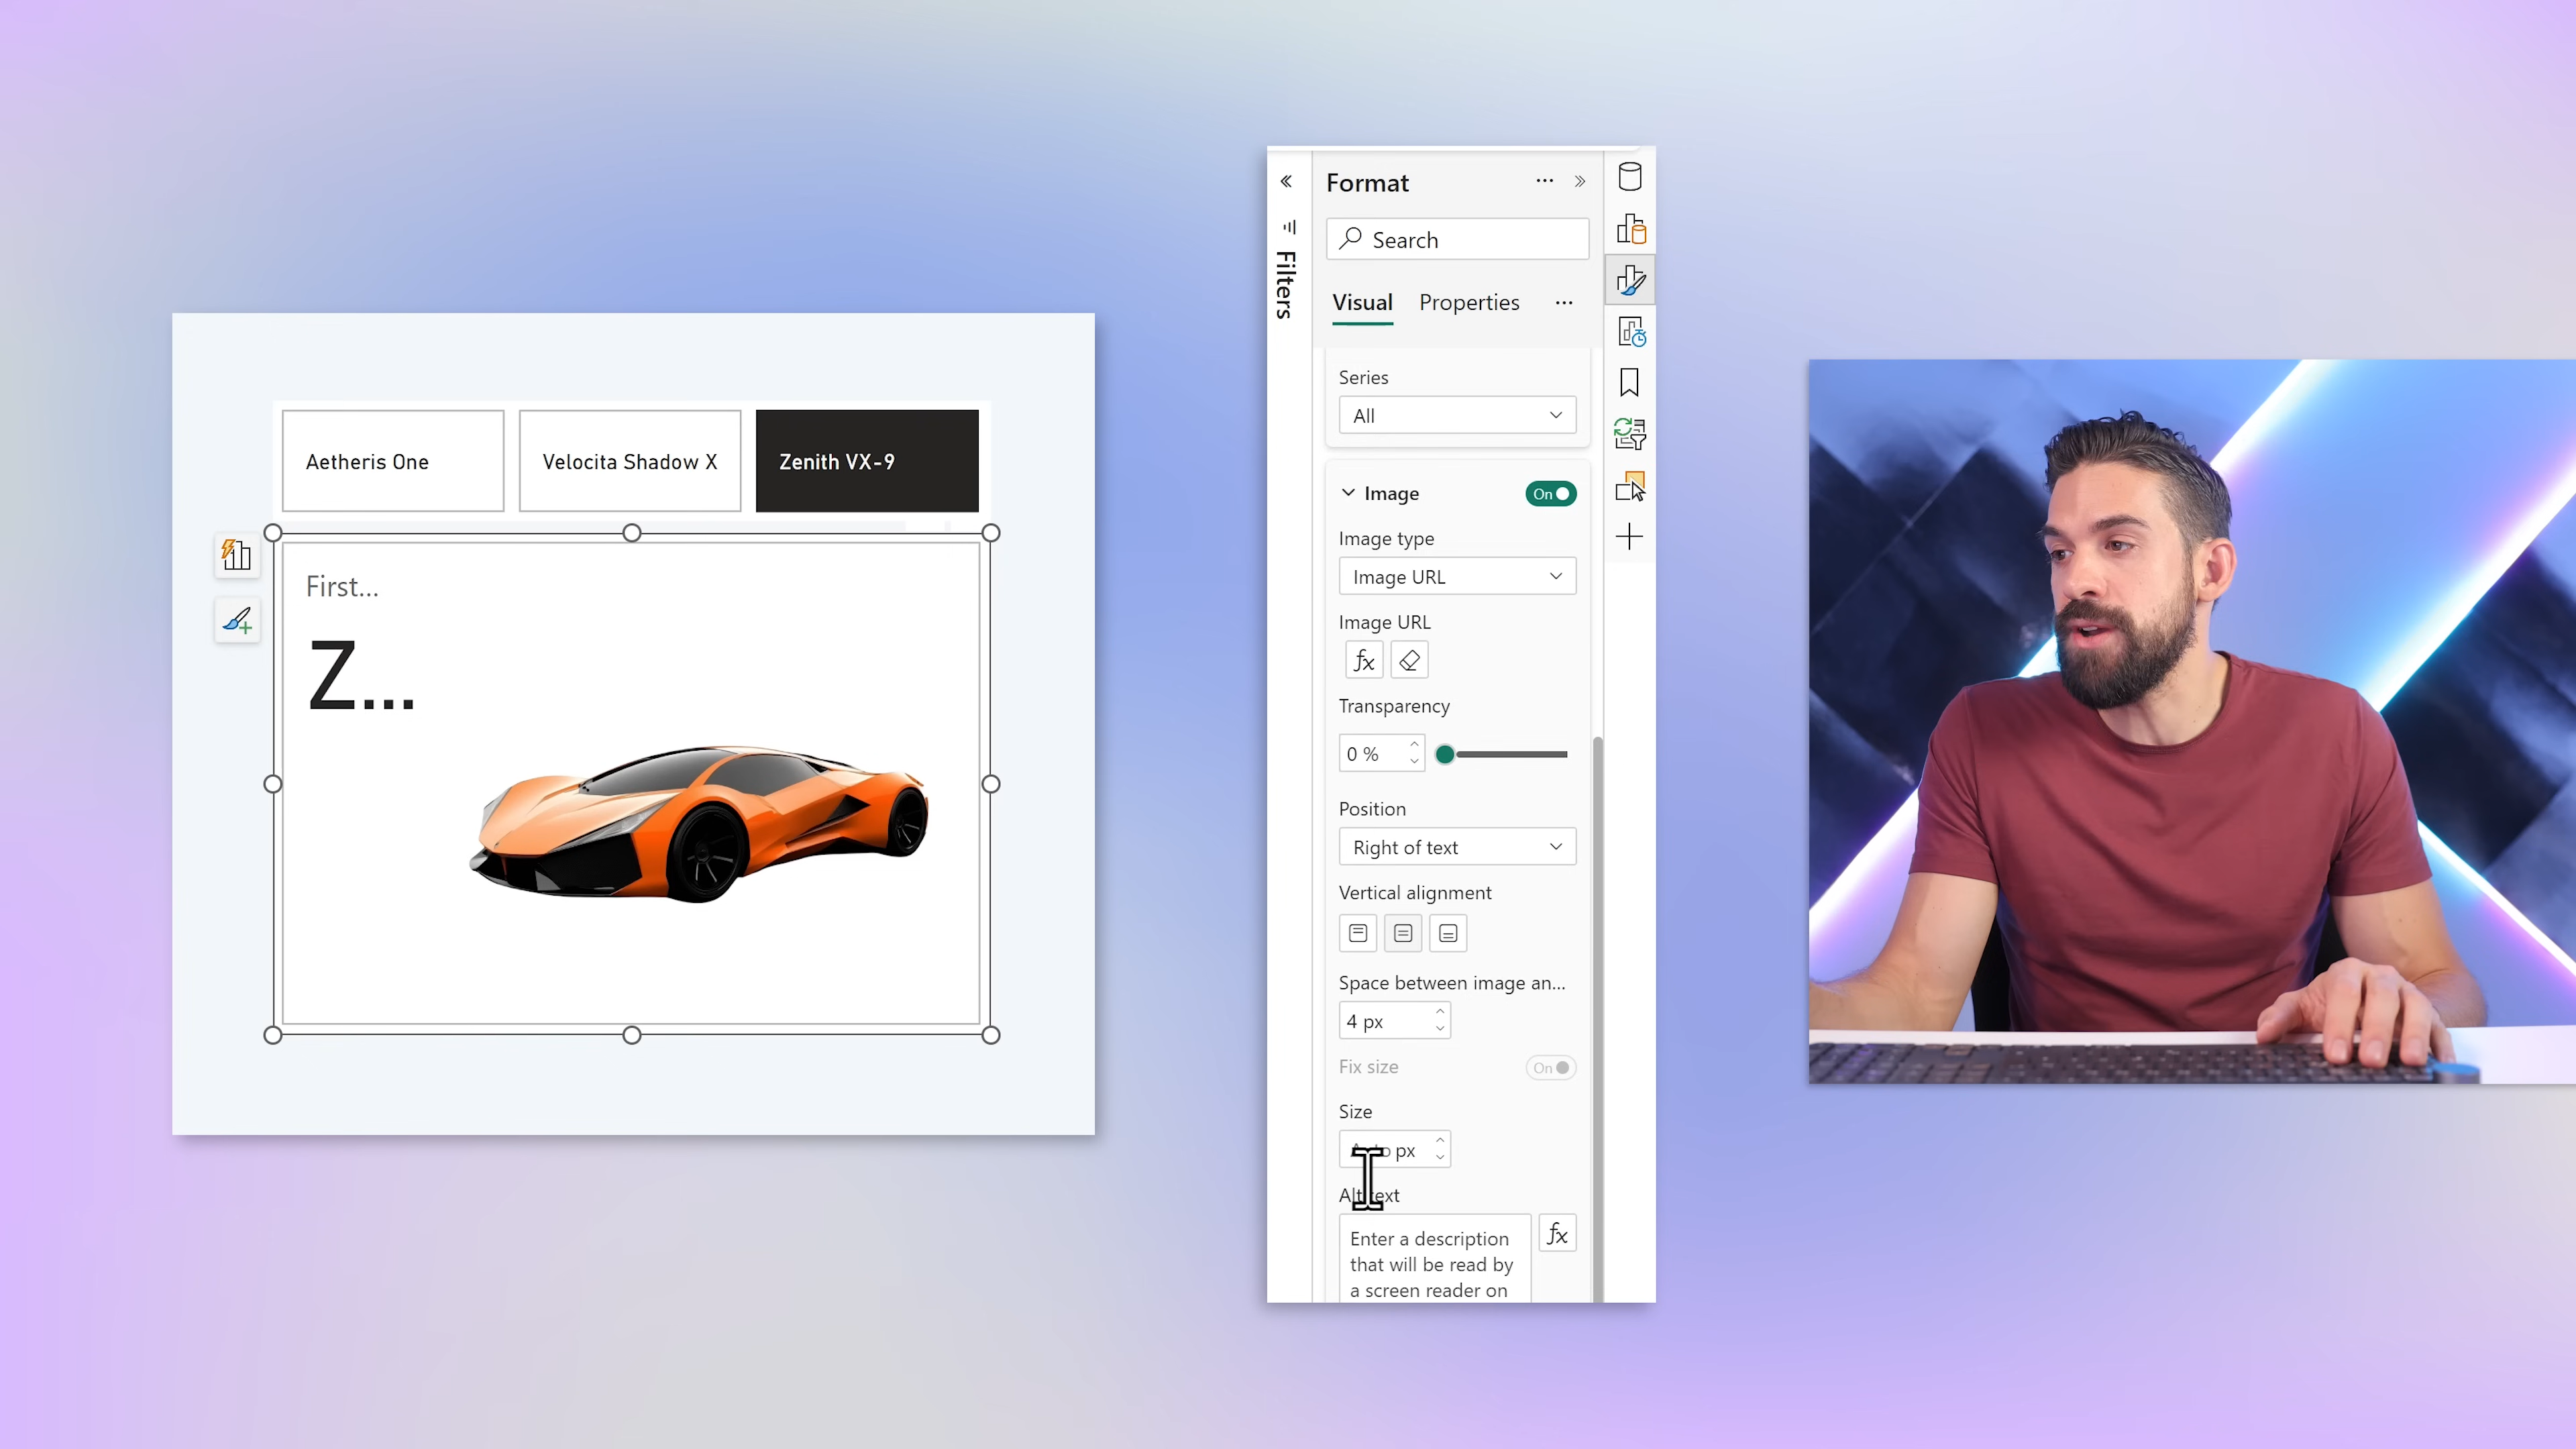 Aetheris One
Velocita Shadow X
Zenith VX-9
First...
Z...
Filters
Format
Search
Visual
Properties
Series
All
Image
On
Image type
Image URL
Image URL
fx
Transparency
0 %
Position
Right of text
Vertical alignment
Space between image an...
4 px
Fix size
On
Size
px
Alt text
fx
Enter a description
that will be read by
a screen reader on